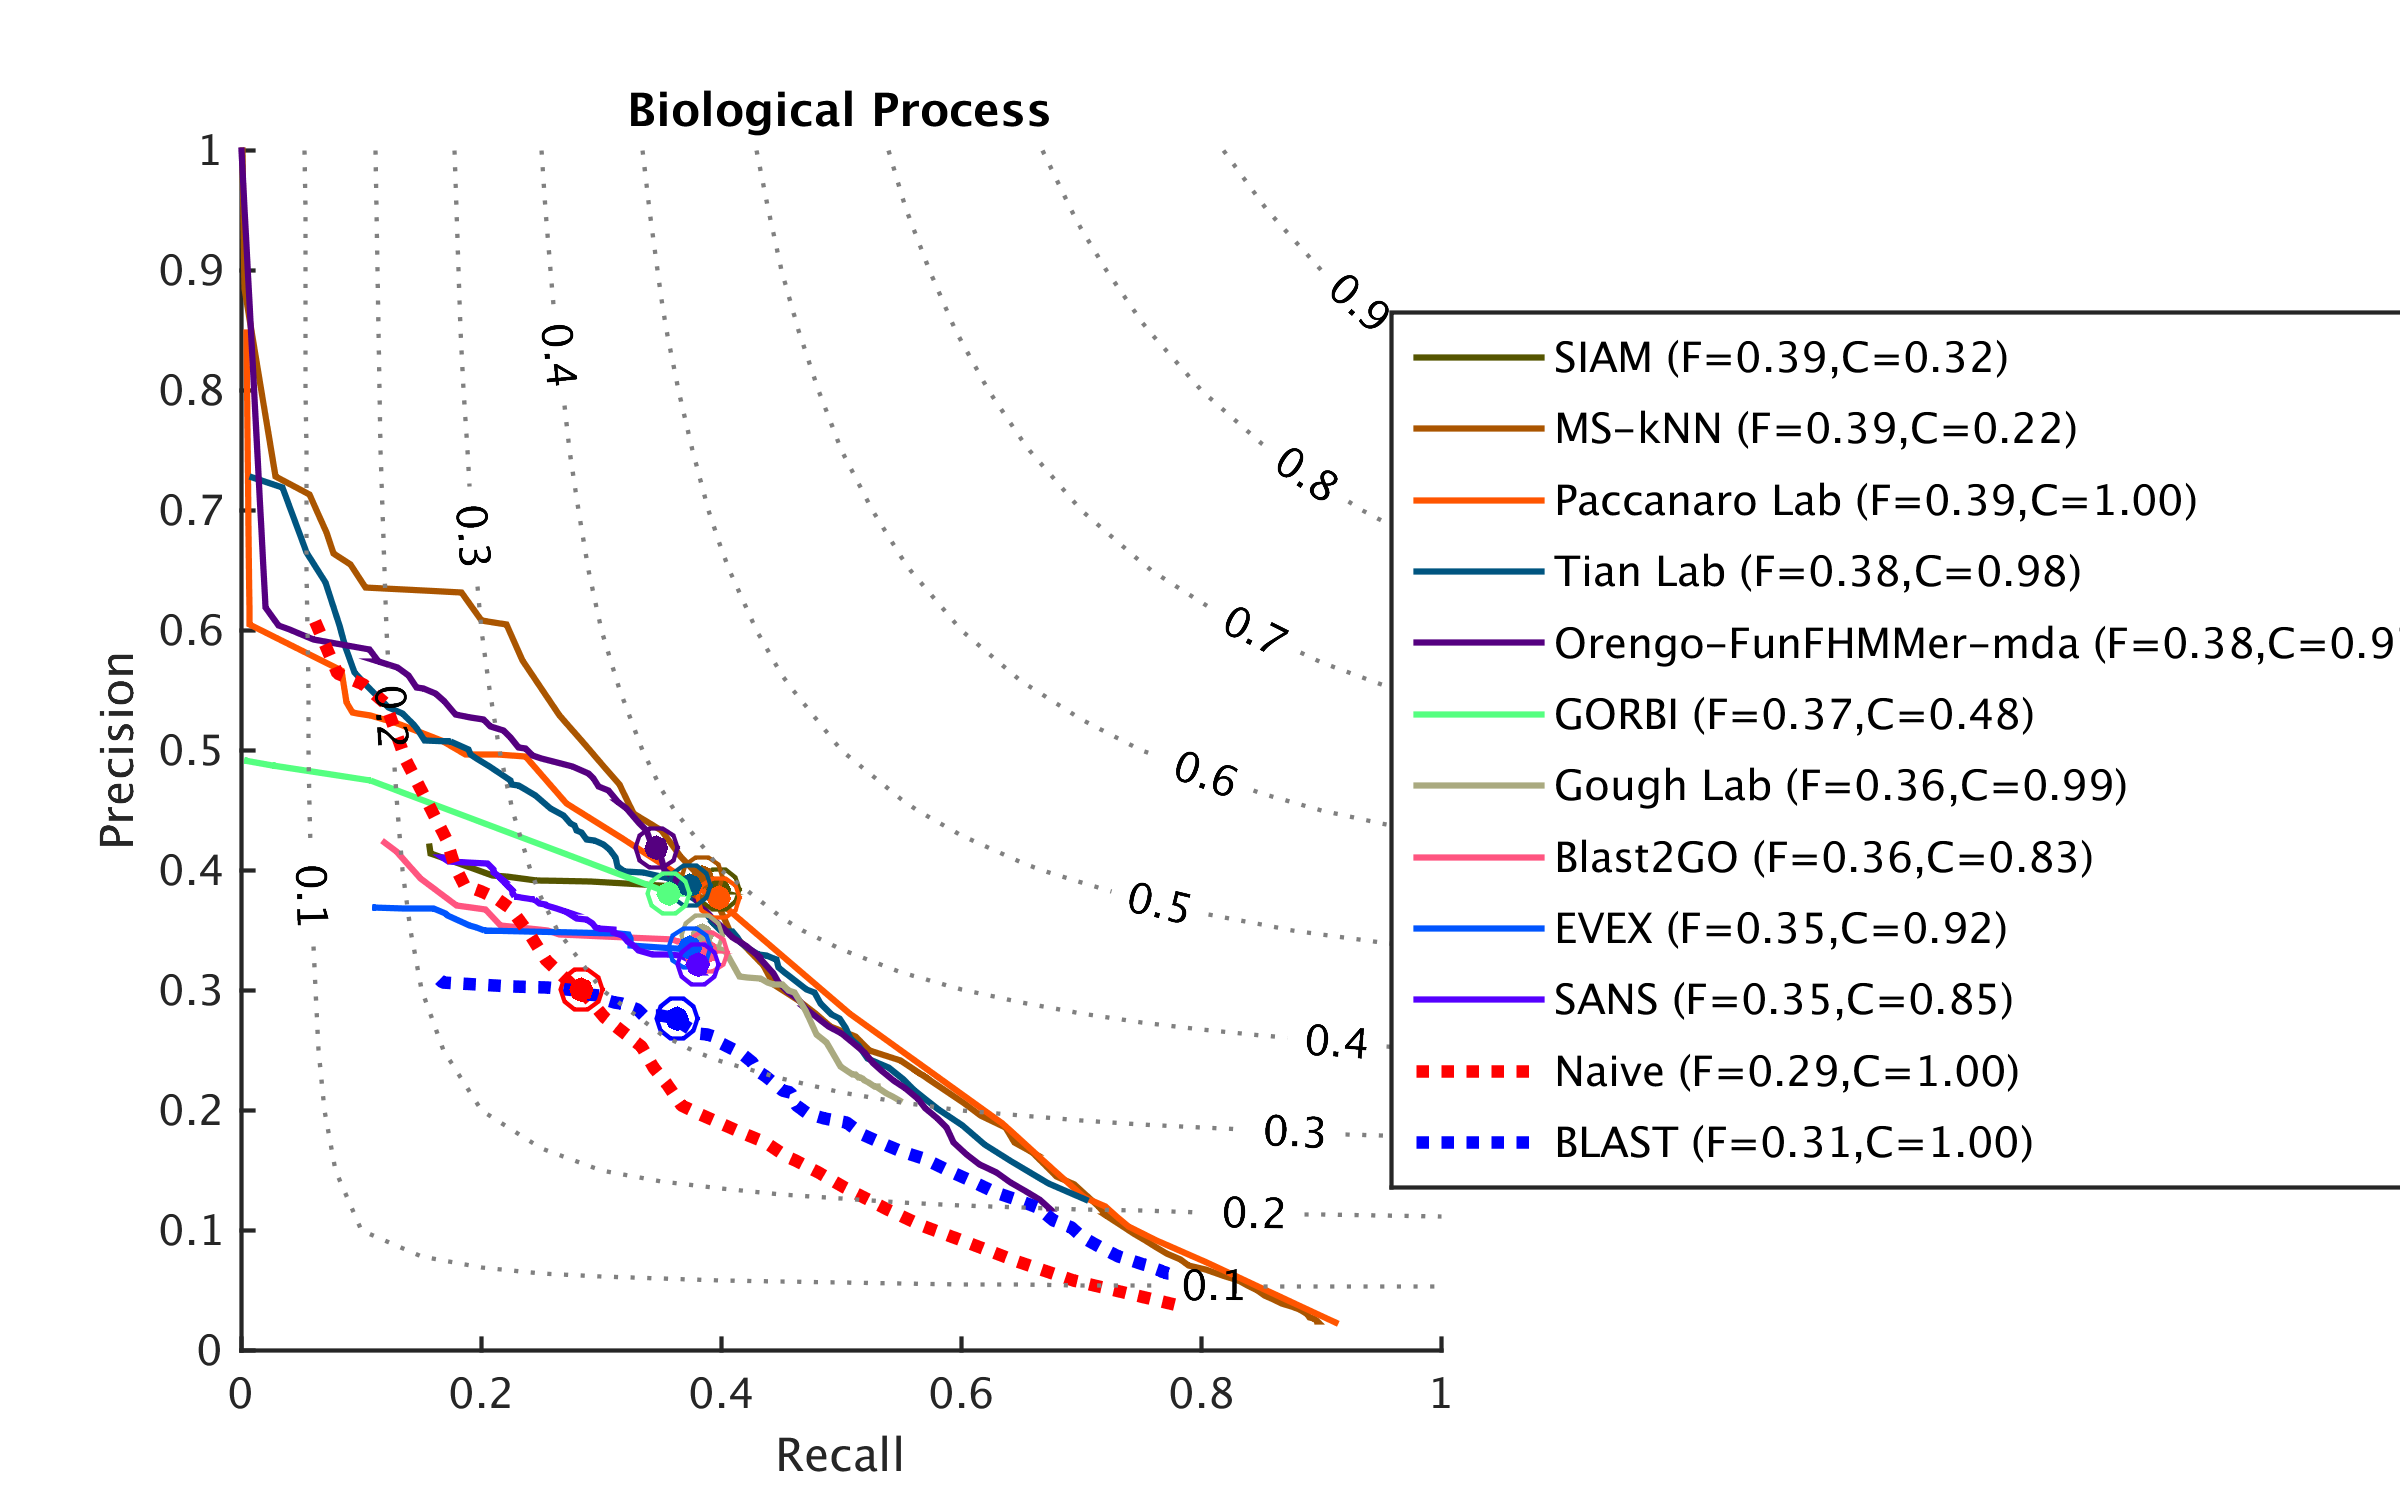 Biological Process
1
0.9
0.8
0.7
0.6
0.5
0.4
0.3
0.2
0.1
0
Precision
0
0.2
0.4
0.6
0.8
1
Recall
0.1
0.2
0.3
0.4
0.9
0.8
0.7
0.6
0.5
0.4
0.3
0.2
0.1
SIAM (F=0.39,C=0.32)
MS-kNN (F=0.39,C=0.22)
Paccanaro Lab (F=0.39,C=1.00)
Tian Lab (F=0.38,C=0.98)
Orengo-FunFHMMer-mda (F=0.38,C=0.9
GORBI (F=0.37,C=0.48)
Gough Lab (F=0.36,C=0.99)
Blast2GO (F=0.36,C=0.83)
EVEX (F=0.35,C=0.92)
SANS (F=0.35,C=0.85)
Naive (F=0.29,C=1.00)
BLAST (F=0.31,C=1.00)